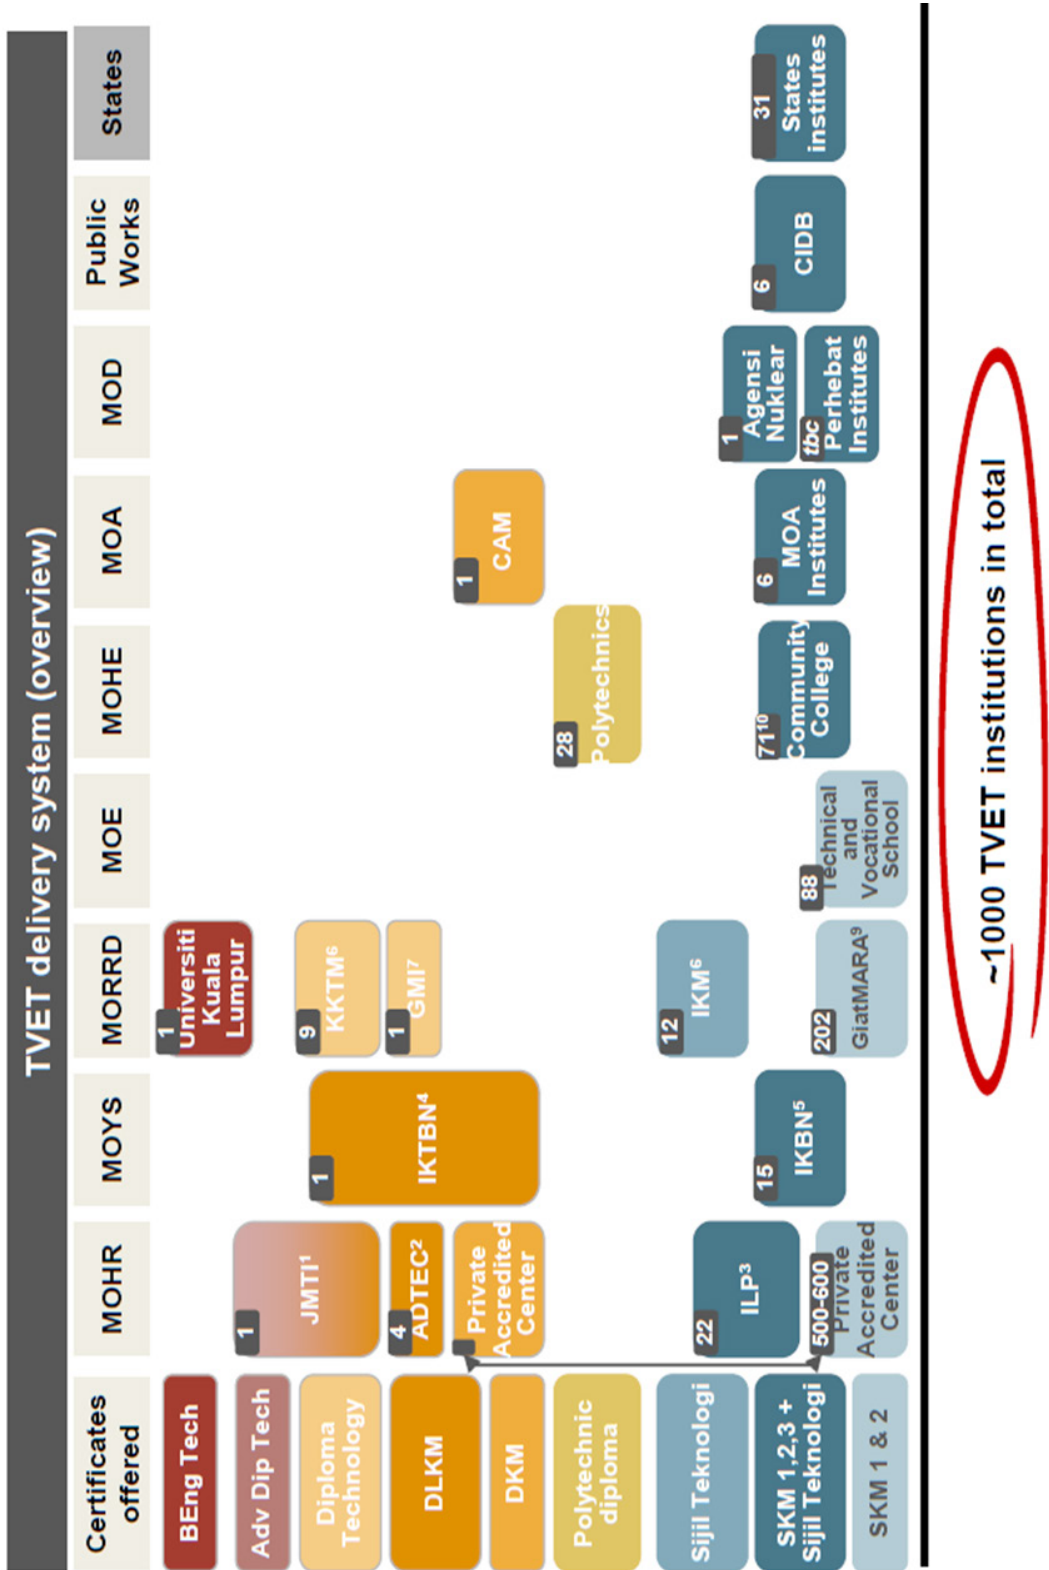 TVET delivery system (overview)
Certificates
offered
MOHR
MOYS
MORRD
MOE
MOHE
MOA
MOD
Public
Works
States
BEng Tech
1
Universiti
Kuala
Lumpur
Adv Dip Tech
1
JMTI¹
Diploma
Technology
1
IKTBN⁴
9
KKTM⁶
DLKM
4
ADTEC²
1
GMI⁷
DKM
Private
Accredited
Center
1
CAM
Polytechnic
diploma
28
Polytechnics
Sijil Teknologi
12
IKM⁶
SKM 1,2,3 +
Sijil Teknologi
22
ILP³
15
IKBN⁵
71¹⁰
Community
College
6
MOA
Institutes
1
Agensi
Nuklear
tbc
Perhebat
Institutes
6
CIDB
31
States
institutes
SKM 1 & 2
500-600
Private
Accredited
Center
202
GiatMARA⁹
88
Technical
and
Vocational
School
~1000 TVET institutions in total